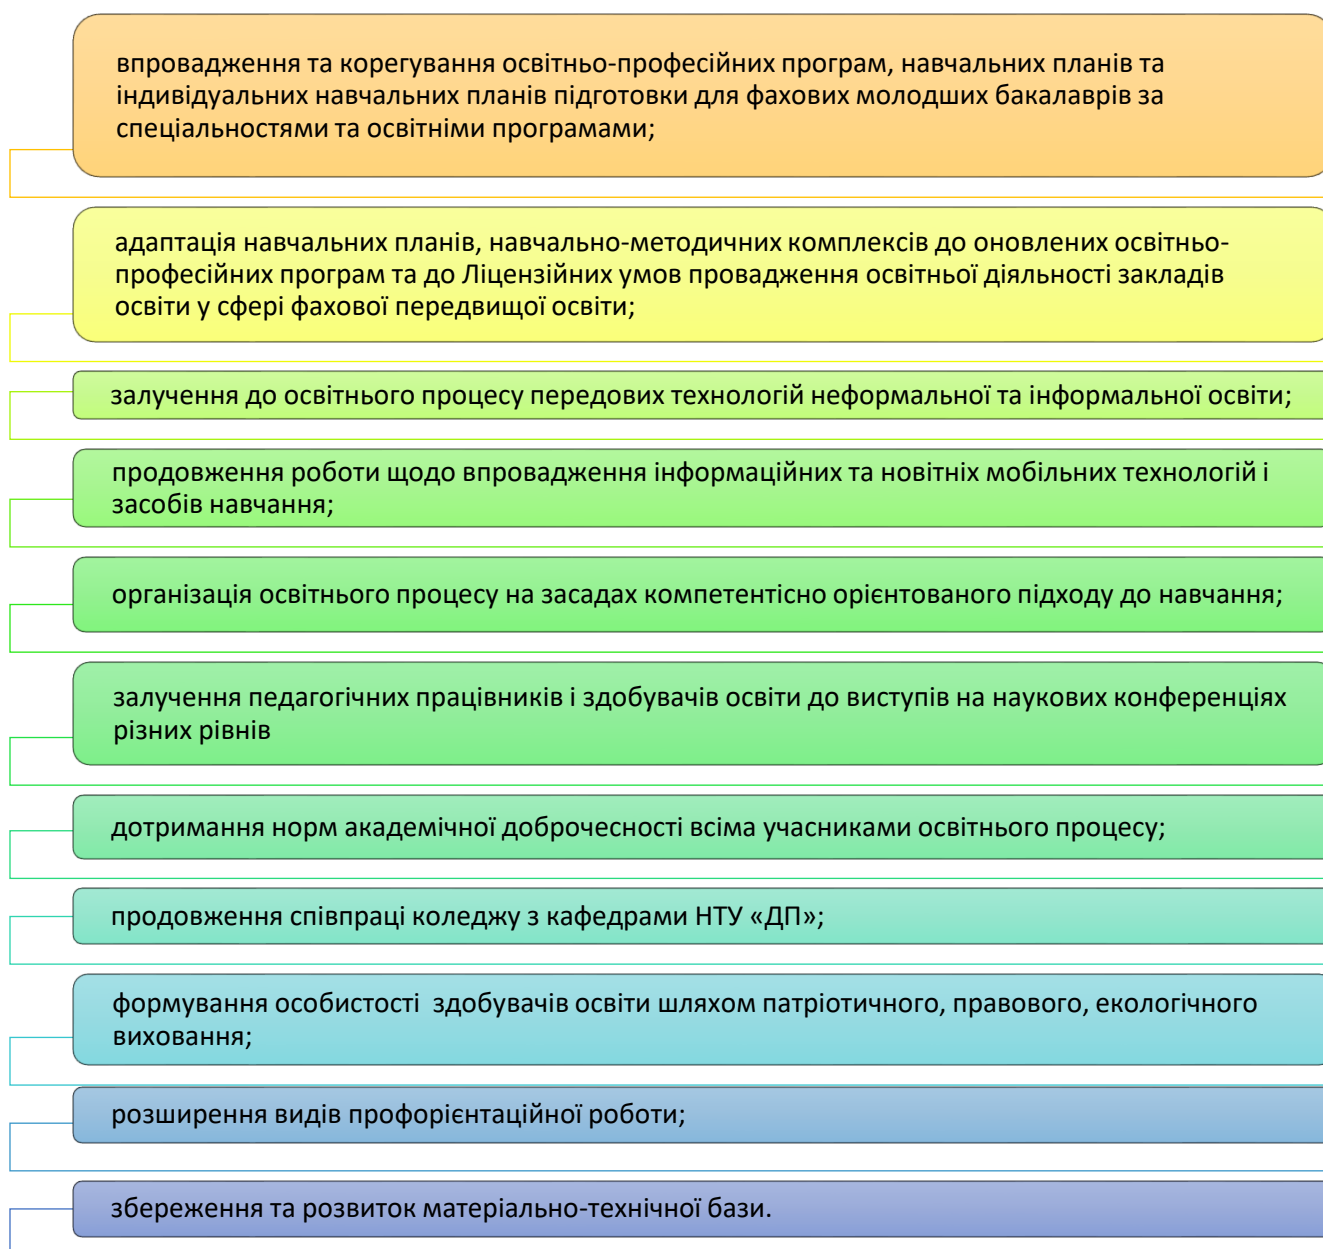 впровадження та корегування освітньо-професійних програм, навчальних планів та
індивідуальних навчальних планів підготовки для фахових молодших бакалаврів за
спеціальностями та освітніми програмами;
адаптація навчальних планів, навчально-методичних комплексів до оновлених освітньо-
професійних програм та до Ліцензійних умов провадження освітньої діяльності закладів
освіти у сфері фахової передвищої освіти;
залучення до освітнього процесу передових технологій неформальної та інформальної освіти;
продовження роботи щодо впровадження інформаційних та новітніх мобільних технологій і
засобів навчання;
організація освітнього процесу на засадах компетентісно орієнтованого підходу до навчання;
залучення педагогічних працівників і здобувачів освіти до виступів на наукових конференціях
різних рівнів
дотримання норм академічної доброчесності всіма учасниками освітнього процесу;
продовження співпраці коледжу з кафедрами НТУ «ДП»;
формування особистості  здобувачів освіти шляхом патріотичного, правового, екологічного
виховання;
розширення видів профорієнтаційної роботи;
збереження та розвиток матеріально-технічної бази.